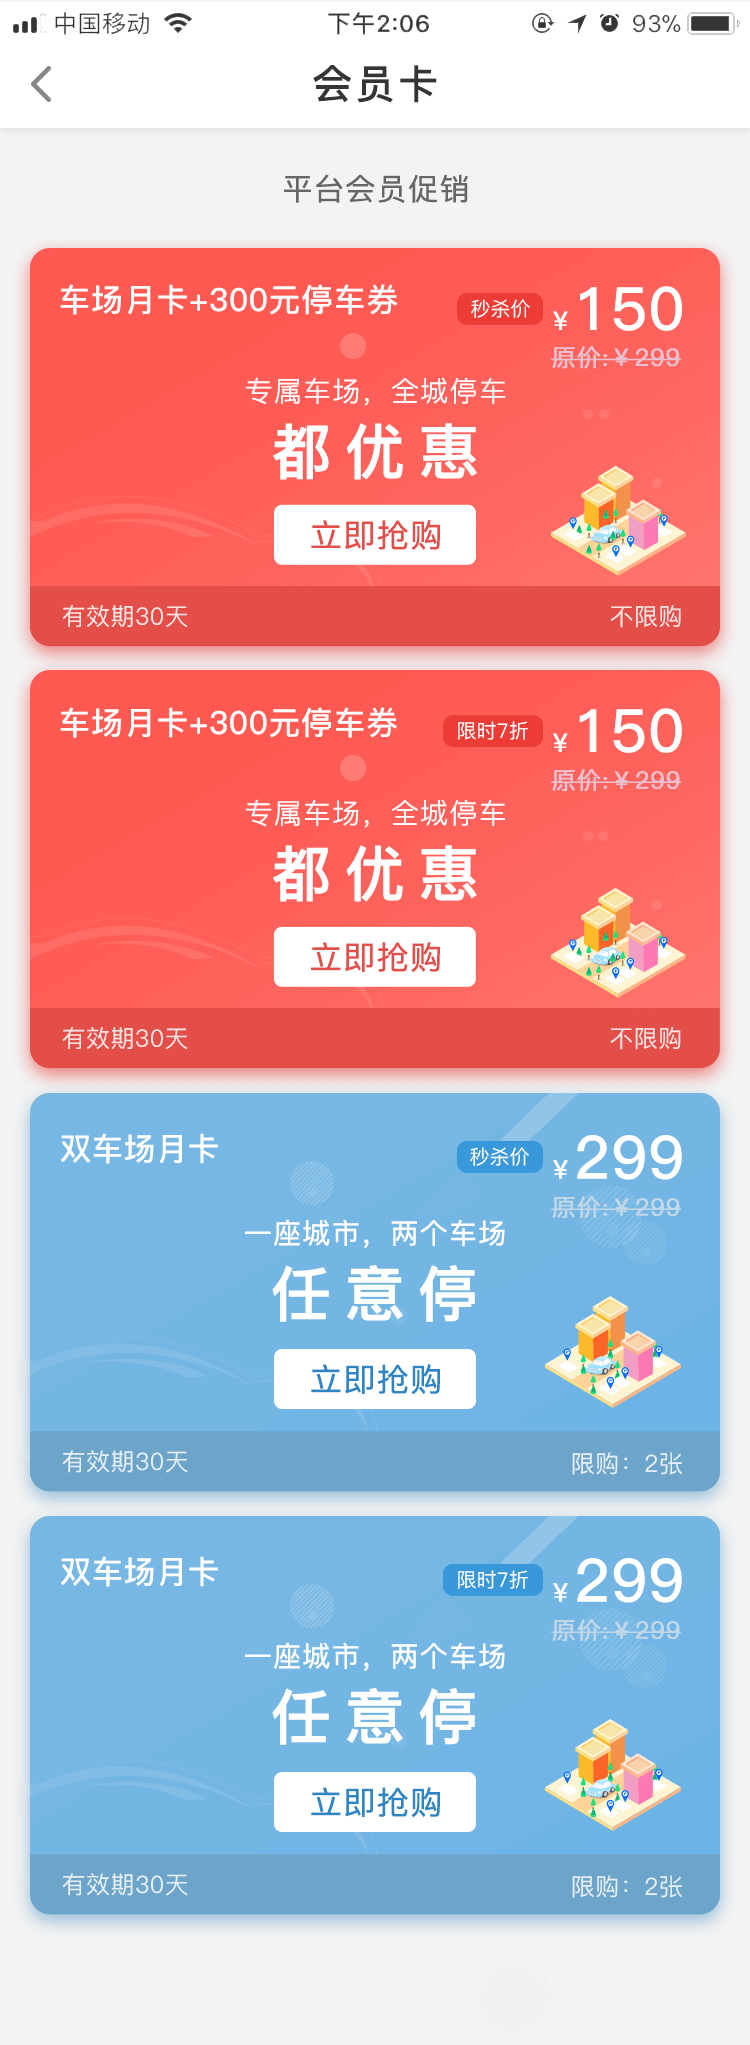 中国移动 下午2:06 93%
会员卡
平台会员促销
车场月卡+300元停车券 秒杀价 ¥150
原价:¥299
专属车场，全城停车
都优惠
立即抢购
有效期30天 不限购
车场月卡+300元停车券 限时7折 ¥150
原价:¥299
专属车场，全城停车
都优惠
立即抢购
有效期30天 不限购
双车场月卡 秒杀价 ¥299
原价:¥299
一座城市，两个车场
任意停
立即抢购
有效期30天 限购：2张
双车场月卡 限时7折 ¥299
原价:¥299
一座城市，两个车场
任意停
立即抢购
有效期30天 限购：2张